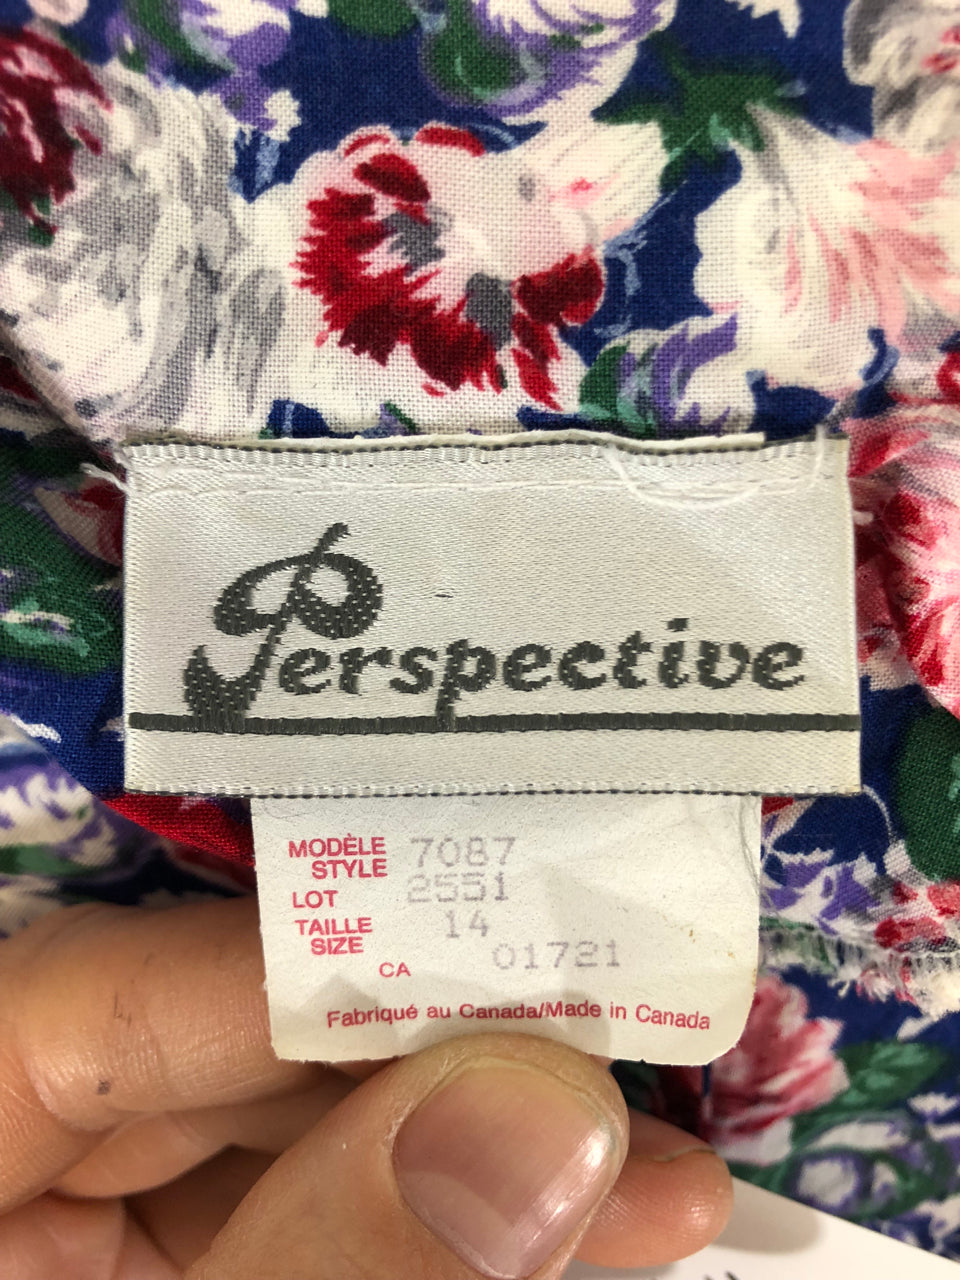 Perspective
MODÈLE
STYLE 7087
LOT 2551
TAILLE
SIZE 14
CA 01721
Fabriqué au Canada/Made in Canada